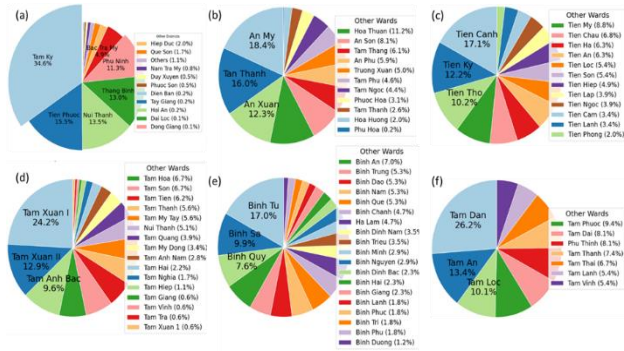 (a)
Tam Ky
34.6%
Tien Phuoc
15.5%
Nui Thanh
13.5%
Thang Binh
13.0%
Phu Ninh
11.3%
Bac Tra My
4.9%
Other Districts
Hiep Duc (2.0%)
Que Son (1.7%)
Others (1.1%)
Nam Tra My (0.8%)
Duy Xuyen (0.5%)
Phuoc Son (0.5%)
Dien Ban (0.2%)
Tay Giang (0.2%)
Hoi An (0.2%)
Dai Loc (0.1%)
Dong Giang (0.1%)
(b)
An My
18.4%
Tan Thanh
16.0%
An Xuan
12.3%
Other Wards
Hoa Thuan (11.2%)
An Son (8.1%)
Tam Thang (6.1%)
An Phu (5.9%)
Truong Xuan (5.0%)
Tam Phu (4.6%)
Tam Ngoc (4.4%)
Phuoc Hoa (3.1%)
Tam Thanh (2.6%)
Hoa Huong (2.0%)
Phu Hoa (0.2%)
(c)
Tien Canh
17.1%
Tien Ky
12.2%
Tien Tho
10.2%
Other Wards
Tien My (8.8%)
Tien Chau (6.8%)
Tien Ho (6.3%)
Tien An (6.3%)
Tien Loc (5.4%)
Tien Son (5.4%)
Tien Hiep (4.9%)
Tien Lap (3.9%)
Tien Ngoc (3.9%)
Tien Cam (3.4%)
Tien Lanh (3.4%)
Tien Phong (2.0%)
(d)
Tam Xuan I
24.2%
Tam Xuan II
12.9%
Tam Anh Bac
9.6%
Other Wards
Tam Hoa (6.7%)
Tam Son (6.7%)
Tam Tien (6.2%)
Tam Thanh (5.6%)
Tam My Tay (5.6%)
Nui Thanh (5.1%)
Tam Quang (3.9%)
Tam My Dong (3.4%)
Tam Anh Nam (2.8%
Tam Hai (2.2%)
Tam Nghia (1.7%)
Tam Hiep (1.1%)
Tam Giang (0.6%)
Tam Vinh (0.6%)
Tam Tra (0.6%)
Tam Xuan 1 (0.6%)
(e)
Binh Tu
17.0%
Binh Sa
9.9%
Binh Quy
7.6%
Other Wards
Binh An (7.0%)
Binh Trung (5.3%)
Binh Dao (5.3%)
Binh Nam (5.3%)
Binh Que (5.3%)
Binh Chanh (4.7%)
Ha Lam (4.7%)
Binh Dinh Nam (3.5%
Binh Trieu (3.5%)
Binh Minh (2.9%)
Binh Nguyen (2.9%)
Binh Dinh Bac (2.3%)
Binh Hai (2.3%)
Binh Giang (2.3%)
Binh Lanh (1.8%)
Binh Phuc (1.8%)
Binh Tri (1.8%)
Binh Phu (1.8%)
Binh Duong (1.2%)
(f)
Tam Dan
26.2%
Tam An
13.4%
Tam Loc
10.1%
Other Wards
Tam Phuoc (9.4%)
Tam Dai (8.1%)
Phu Thinh (8.1%)
Tam Thanh (7.4%)
Tam Thai (6.7%)
Tam Lanh (5.4%)
Tam Vinh (5.4%)